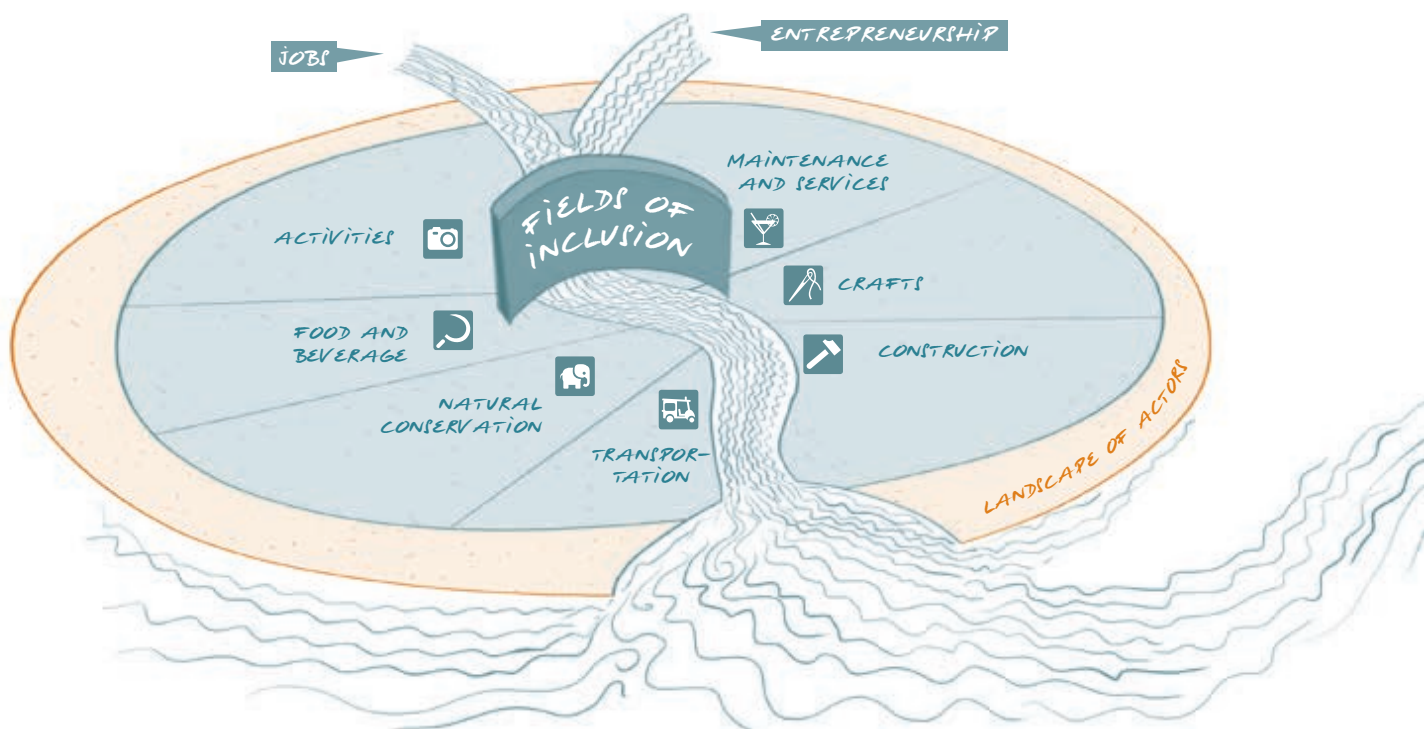 JOBS
ENTREPRENEURSHIP
MAINTENANCE
AND SERVICES
FIELDS OF
INCLUSION
ACTIVITIES
CRAFTS
FOOD AND
BEVERAGE
CONSTRUCTION
NATURAL
CONSERVATION
TRANSPOR-
TATION
LANDSCAPE OF ACTORS